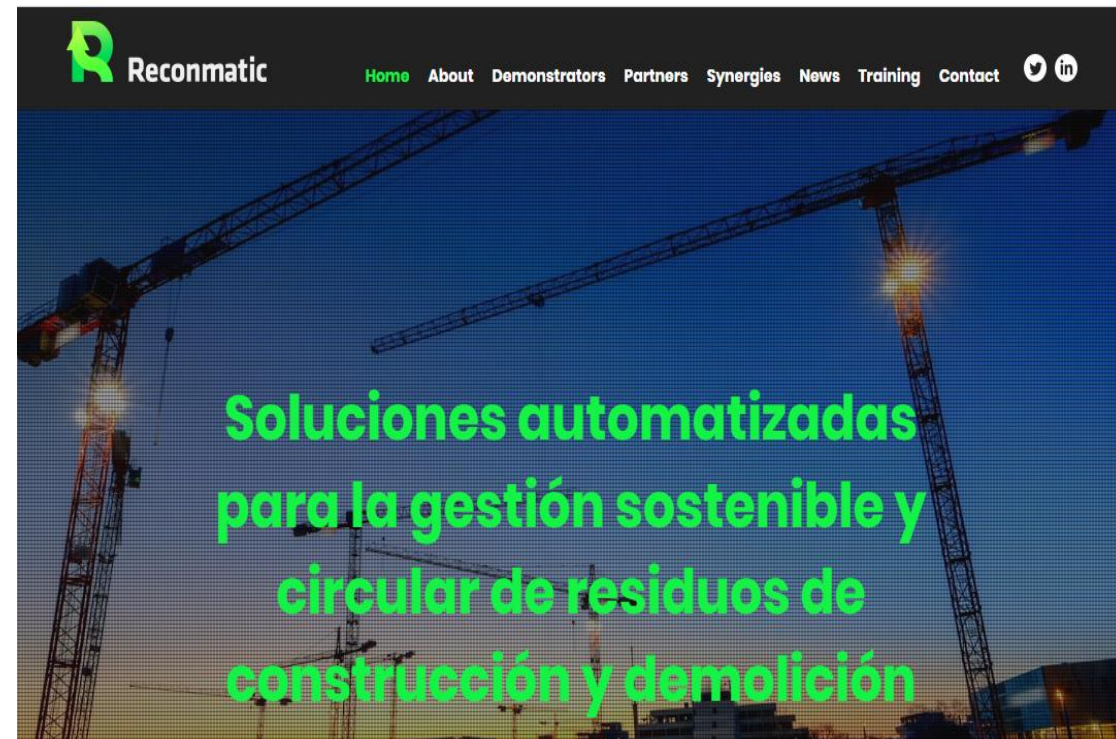 Reconmatic
Home About Demonstrators Partners Synergies News Training Contact
in
Soluciones automatizadas
para la gestión sostenible y
circular de residuos de
construcción y demolición